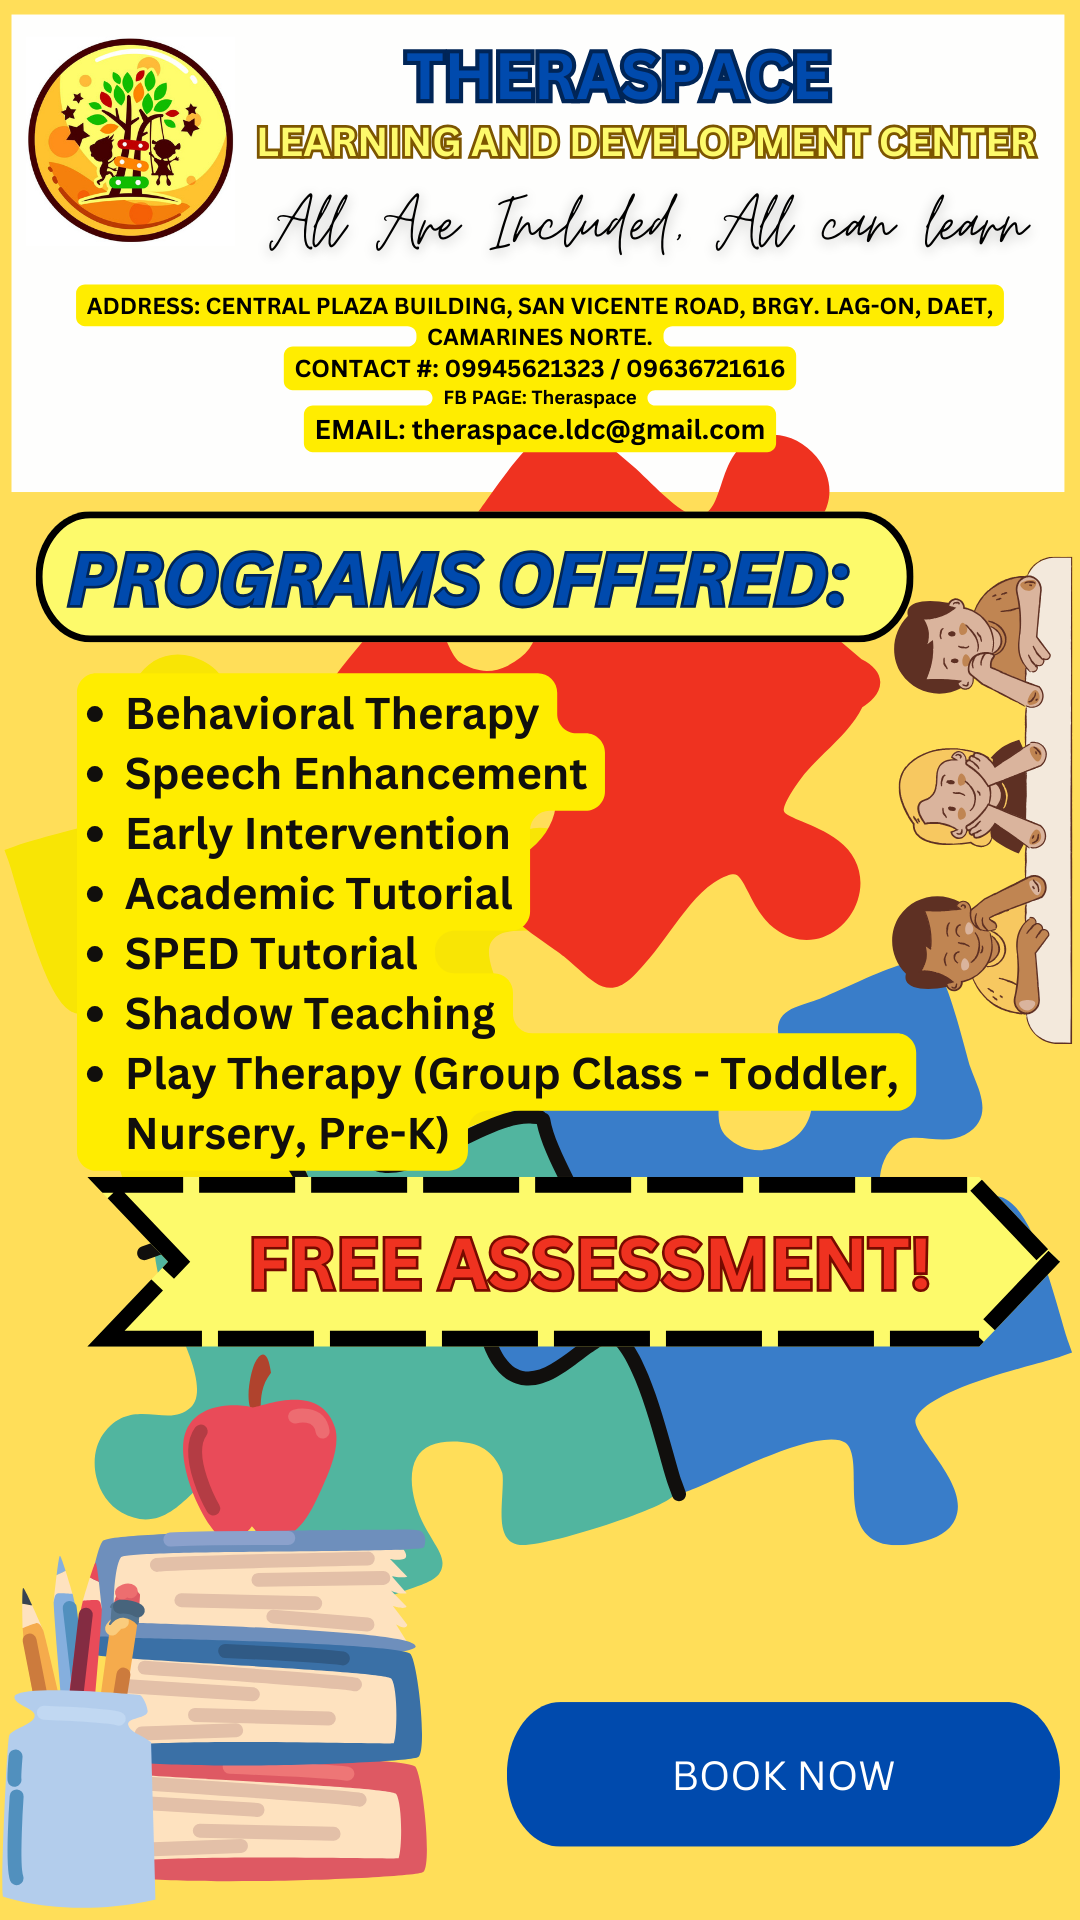 THERASPACE
LEARNING AND DEVELOPMENT CENTER
All Are Included, All can learn
ADDRESS: CENTRAL PLAZA BUILDING, SAN VICENTE ROAD, BRGY. LAG-ON, DAET,
CAMARINES NORTE.
CONTACT #: 09945621323 / 09636721616
FB PAGE: Theraspace
EMAIL: theraspace.ldc@gmail.com
PROGRAMS OFFERED:
• Behavioral Therapy
• Speech Enhancement
• Early Intervention
• Academic Tutorial
• SPED Tutorial
• Shadow Teaching
• Play Therapy (Group Class - Toddler,
Nursery, Pre-K)
FREE ASSESSMENT!
BOOK NOW